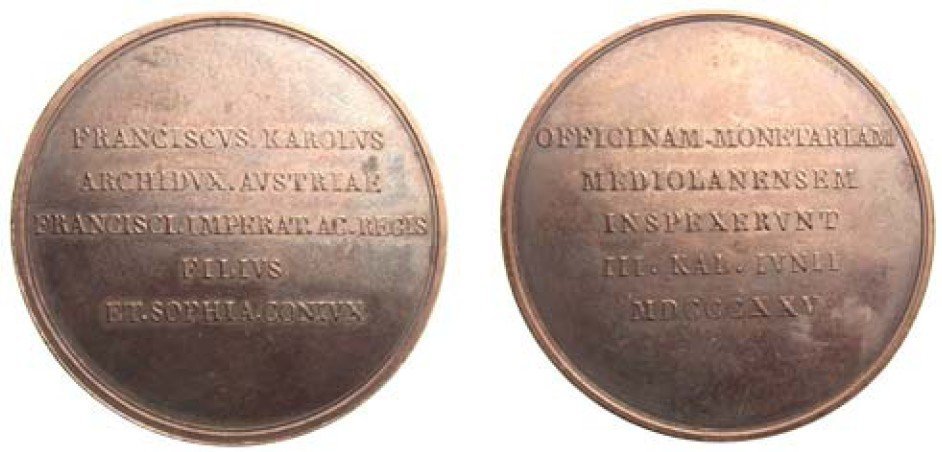 FRANCISCVS. KAROLVS
ARCHIDVX. AVSTRIAE
FRANCISCI. IMPERAT. AC. REGIS
FILIVS
ET. SOPHIA. CONIVX
OFFICINAM-MONETARIAM
MEDIOLANENSEM
INSPEXERVNT
III. KAL. IVNII
MDCCCXXV